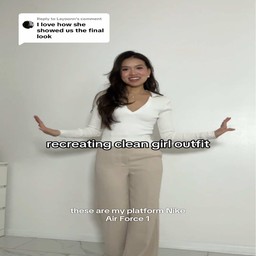 Reply to Laykenn's comment
I love how she
showed us the final
look
recreating clean girl outfit
these are my platform Nike
Air Force 1